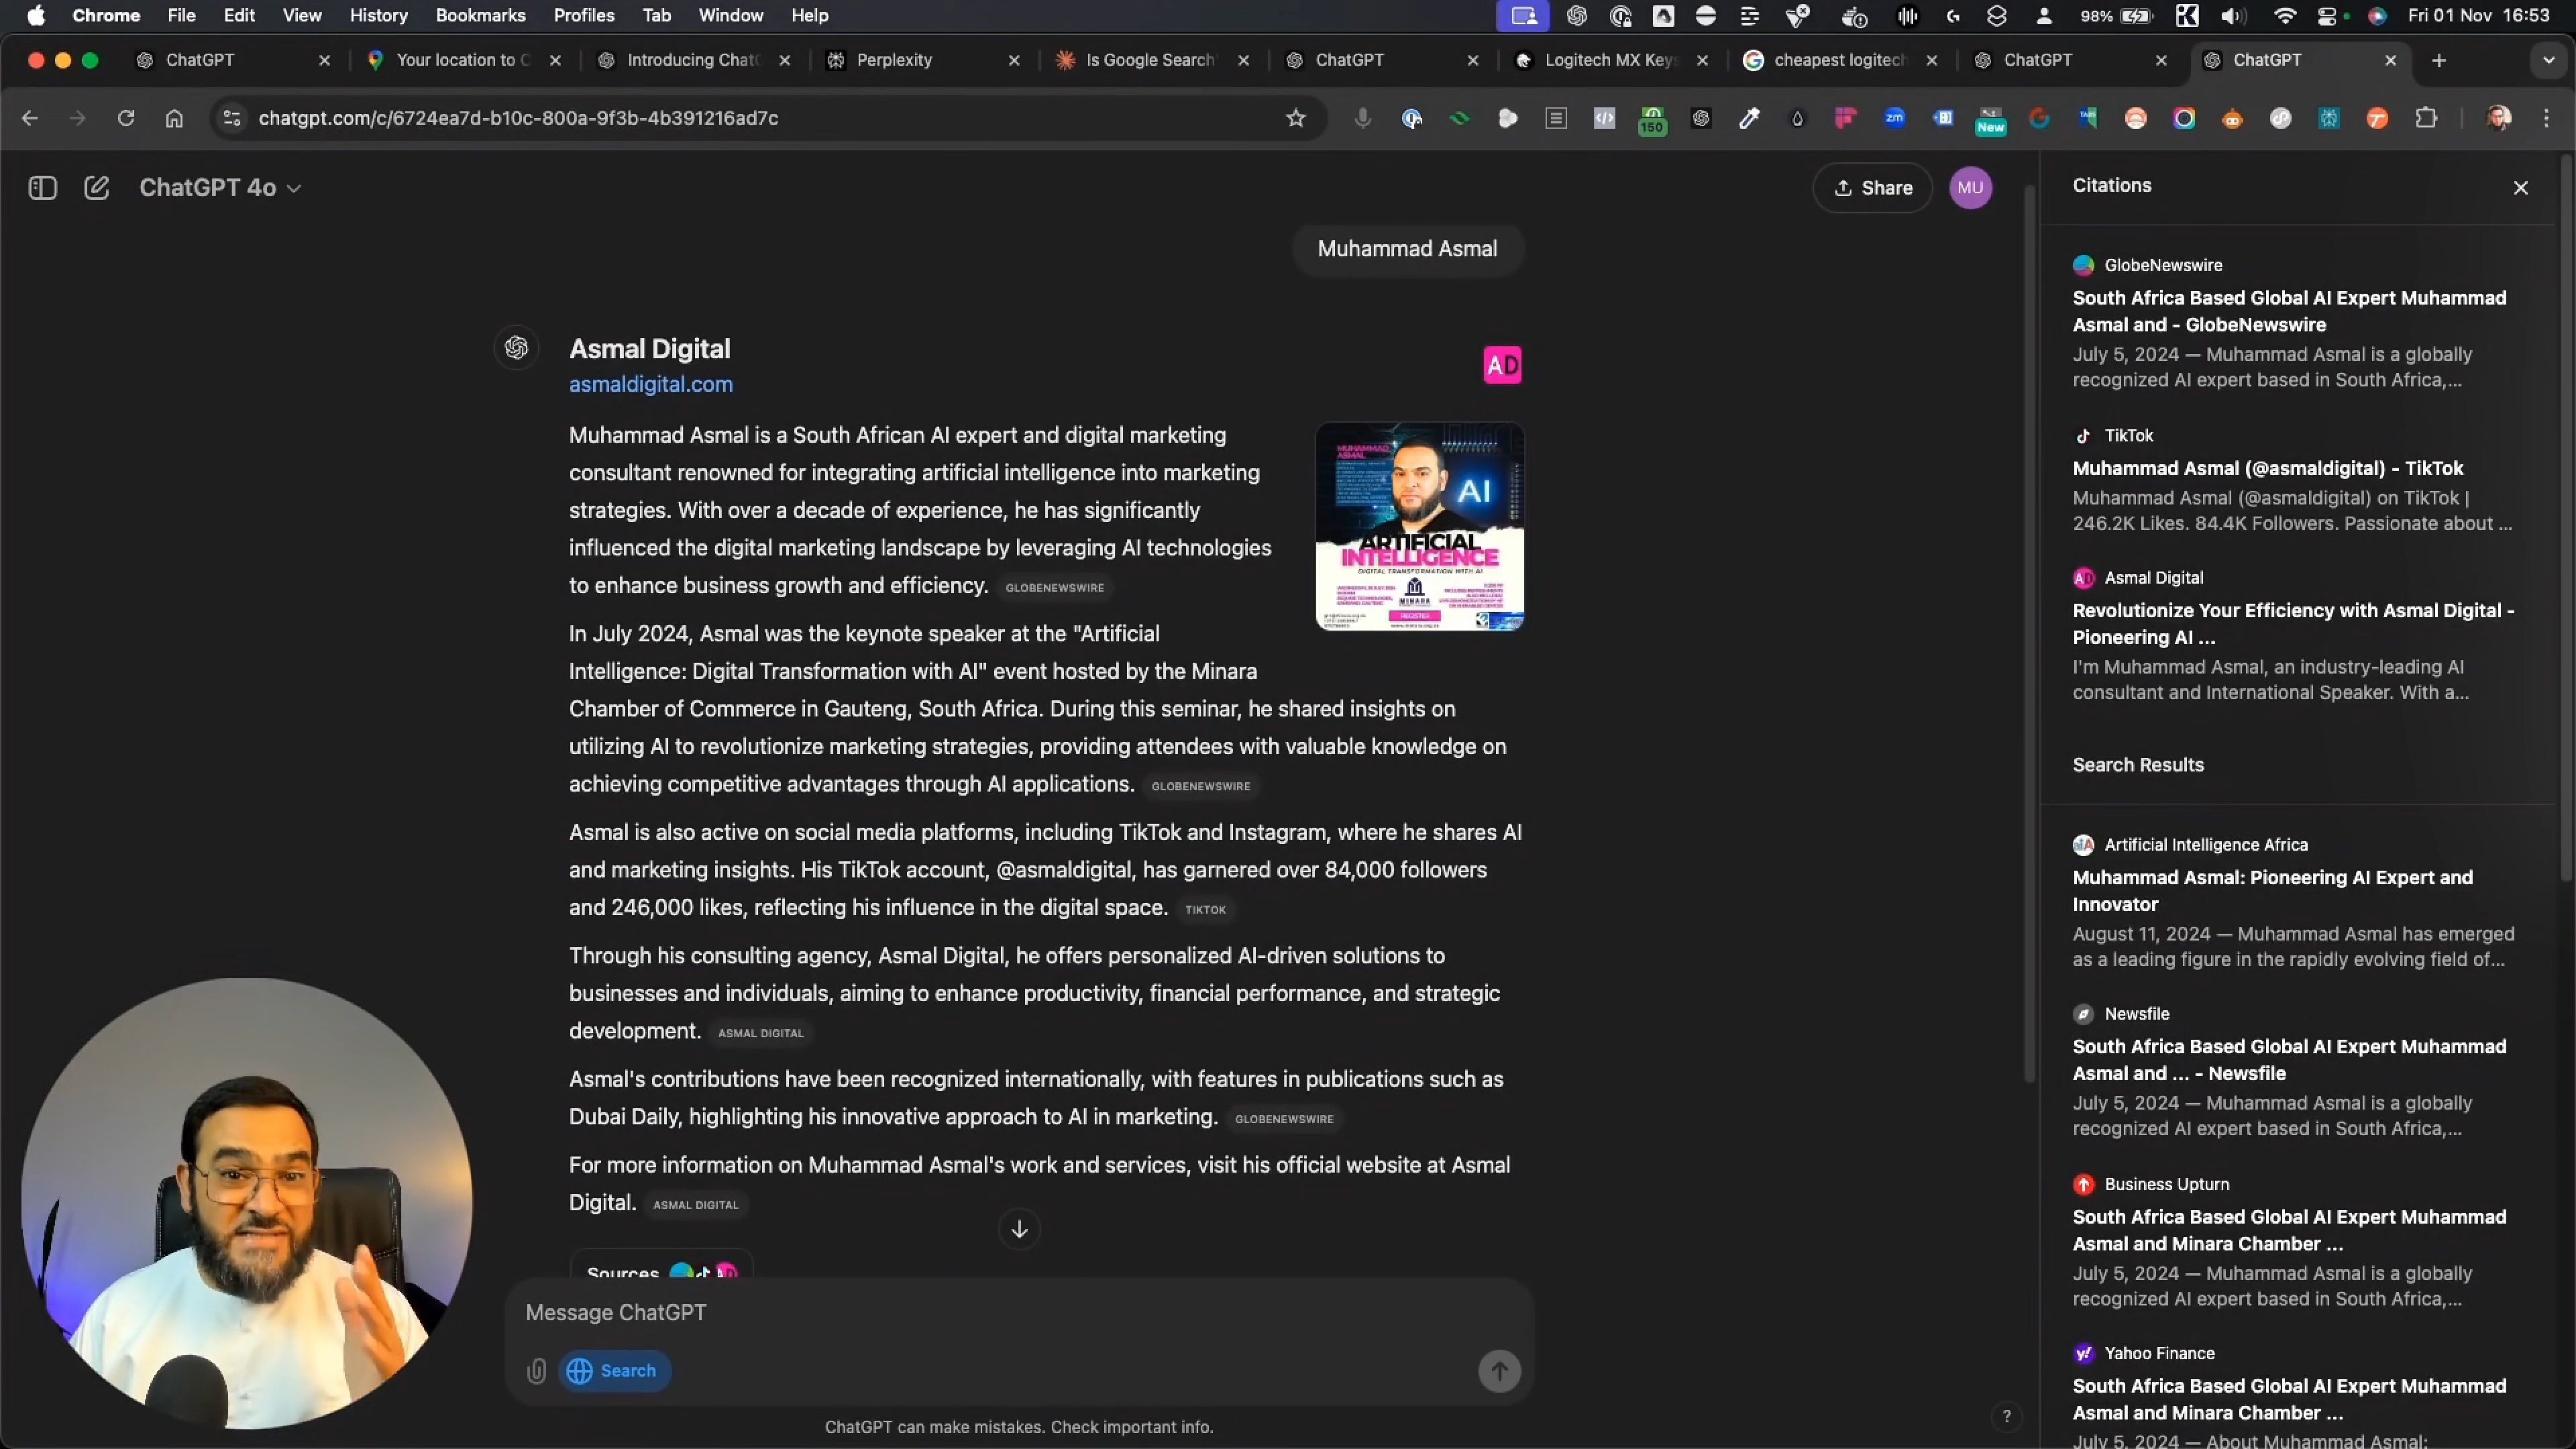 Chrome File Edit View History Bookmarks Profiles Tab Window Help
98% Fri 01 Nov 16:53
ChatGPT
Your location to
Introducing Chat
Perplexity
Is Google Search'
ChatGPT
Logitech MX Key
cheapest logitech
ChatGPT
ChatGPT
chatgpt.com/c/6724ea7d-b10c-800a-9f3b-4b391216ad7c
150
zm
New
TABS
ChatGPT 4o
Share
MU
Muhammad Asmal
Asmal Digital
asmaldigital.com
AD
Muhammad Asmal is a South African AI expert and digital marketing
consultant renowned for integrating artificial intelligence into marketing
strategies. With over a decade of experience, he has significantly
influenced the digital marketing landscape by leveraging AI technologies
to enhance business growth and efficiency. GLOBENEWSWIRE
MUHAMMAD
ASMAL
AI
ARTIFICIAL
INTELLIGENCE
DIGITAL TRANSFORMATION WITH AI
MINARA
REGISTER
In July 2024, Asmal was the keynote speaker at the "Artificial
Intelligence: Digital Transformation with AI" event hosted by the Minara
Chamber of Commerce in Gauteng, South Africa. During this seminar, he shared insights on
utilizing AI to revolutionize marketing strategies, providing attendees with valuable knowledge on
achieving competitive advantages through AI applications. GLOBENEWSWIRE
Asmal is also active on social media platforms, including TikTok and Instagram, where he shares AI
and marketing insights. His TikTok account, @asmaldigital, has garnered over 84,000 followers
and 246,000 likes, reflecting his influence in the digital space. TIKTOK
Through his consulting agency, Asmal Digital, he offers personalized AI-driven solutions to
businesses and individuals, aiming to enhance productivity, financial performance, and strategic
development. ASMAL DIGITAL
Asmal's contributions have been recognized internationally, with features in publications such as
Dubai Daily, highlighting his innovative approach to AI in marketing. GLOBENEWSWIRE
For more information on Muhammad Asmal's work and services, visit his official website at Asmal
Digital. ASMAL DIGITAL
Sources
Message ChatGPT
Search
ChatGPT can make mistakes. Check important info.
?
Citations
GlobeNewswire
South Africa Based Global AI Expert Muhammad
Asmal and - GlobeNewswire
July 5, 2024 — Muhammad Asmal is a globally
recognized AI expert based in South Africa,...
TikTok
Muhammad Asmal (@asmaldigital) - TikTok
Muhammad Asmal (@asmaldigital) on TikTok |
246.2K Likes. 84.4K Followers. Passionate about ...
AD Asmal Digital
Revolutionize Your Efficiency with Asmal Digital -
Pioneering AI ...
I'm Muhammad Asmal, an industry-leading AI
consultant and International Speaker. With a...
Search Results
Artificial Intelligence Africa
Muhammad Asmal: Pioneering AI Expert and
Innovator
August 11, 2024 — Muhammad Asmal has emerged
as a leading figure in the rapidly evolving field of...
Newsfile
South Africa Based Global AI Expert Muhammad
Asmal and ... - Newsfile
July 5, 2024 — Muhammad Asmal is a globally
recognized AI expert based in South Africa,...
Business Upturn
South Africa Based Global AI Expert Muhammad
Asmal and Minara Chamber ...
July 5, 2024 — Muhammad Asmal is a globally
recognized AI expert based in South Africa,...
Yahoo Finance
South Africa Based Global AI Expert Muhammad
Asmal and Minara Chamber ...
July 5, 2024 — About Muhammad Asmal: